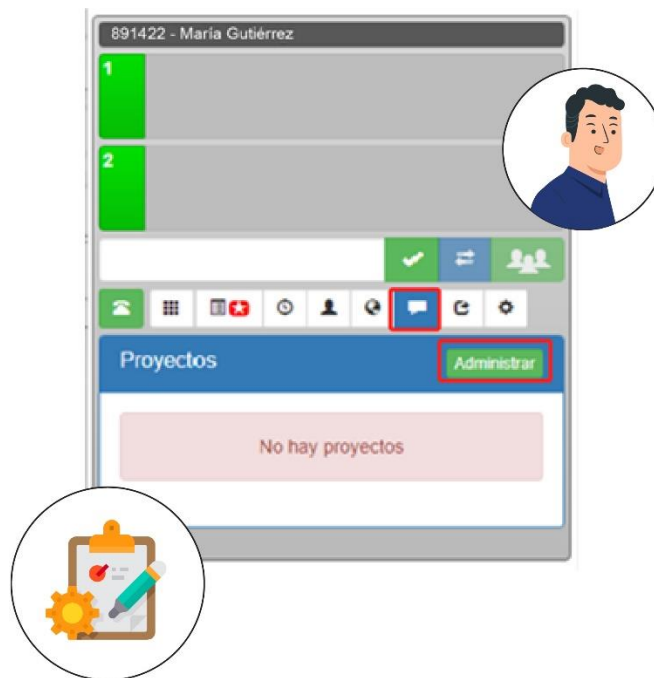 891422 - María Gutiérrez
1
2
Proyectos
Administrar
No hay proyectos